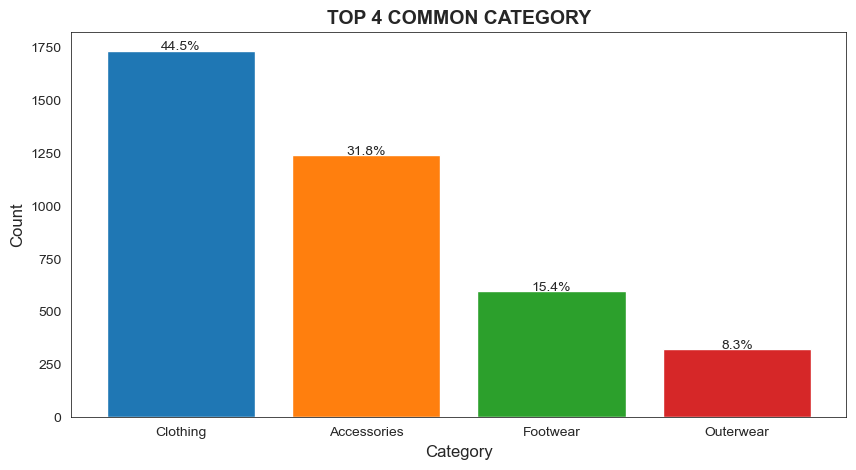 TOP 4 COMMON CATEGORY
1750
1500
1250
1000
750
500
250
0
Count
44.5%
31.8%
15.4%
8.3%
Clothing
Accessories
Footwear
Outerwear
Category